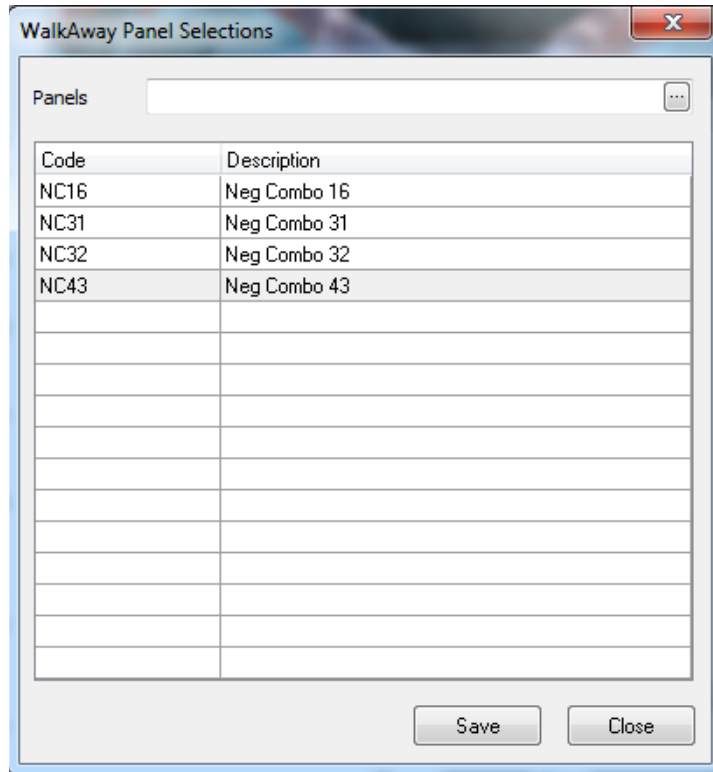 WalkAway Panel Selections
Panels
Code Description
NC16 Neg Combo 16
NC31 Neg Combo 31
NC32 Neg Combo 32
NC43 Neg Combo 43
Save Close